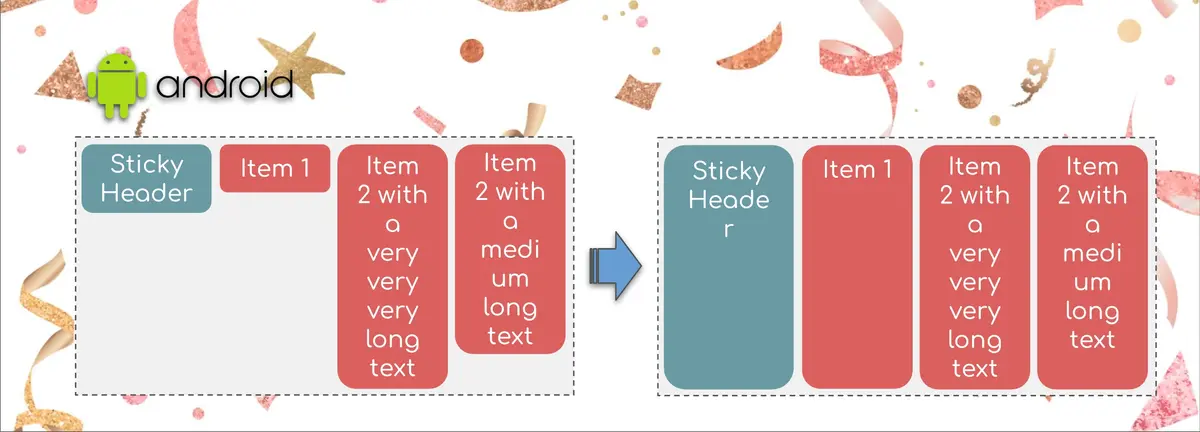 android
Sticky
Header
Item 1
Item
2 with
a
very
very
very
long
text
Item
2 with
a
medi
um
long
text
Sticky
Heade
r
Item 1
Item
2 with
a
very
very
very
long
text
Item
2 with
a
medi
um
long
text